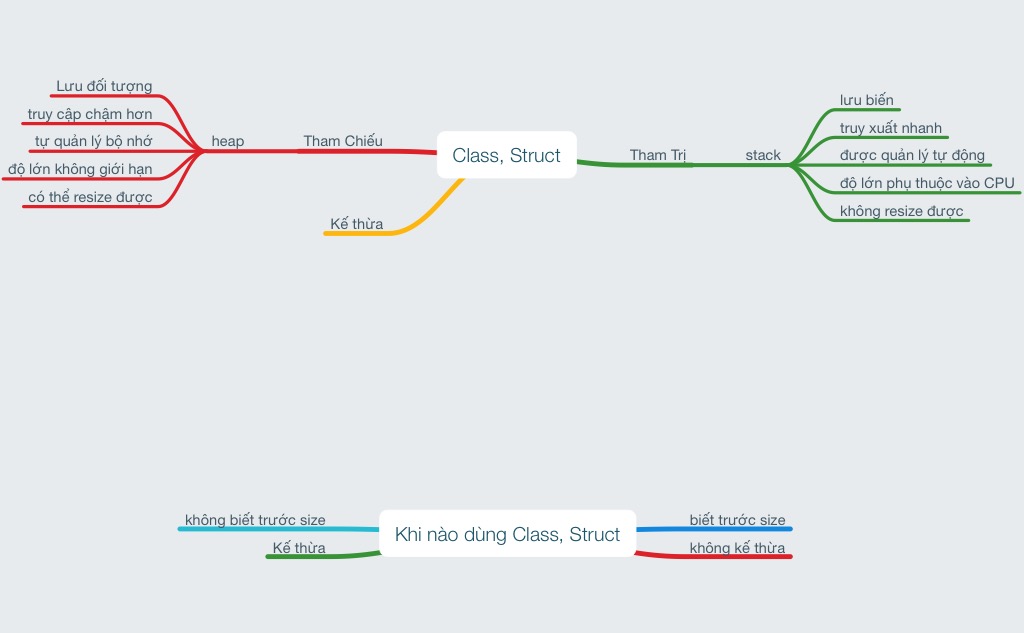 Class, Struct
Tham Chiếu
heap
Lưu đối tượng
truy cập chậm hơn
tự quản lý bộ nhớ
độ lớn không giới hạn
có thể resize được
Kế thừa
Tham Trị
stack
lưu biến
truy xuất nhanh
được quản lý tự động
độ lớn phụ thuộc vào CPU
không resize được
Khi nào dùng Class, Struct
không biết trước size
Kế thừa
biết trước size
không kế thừa